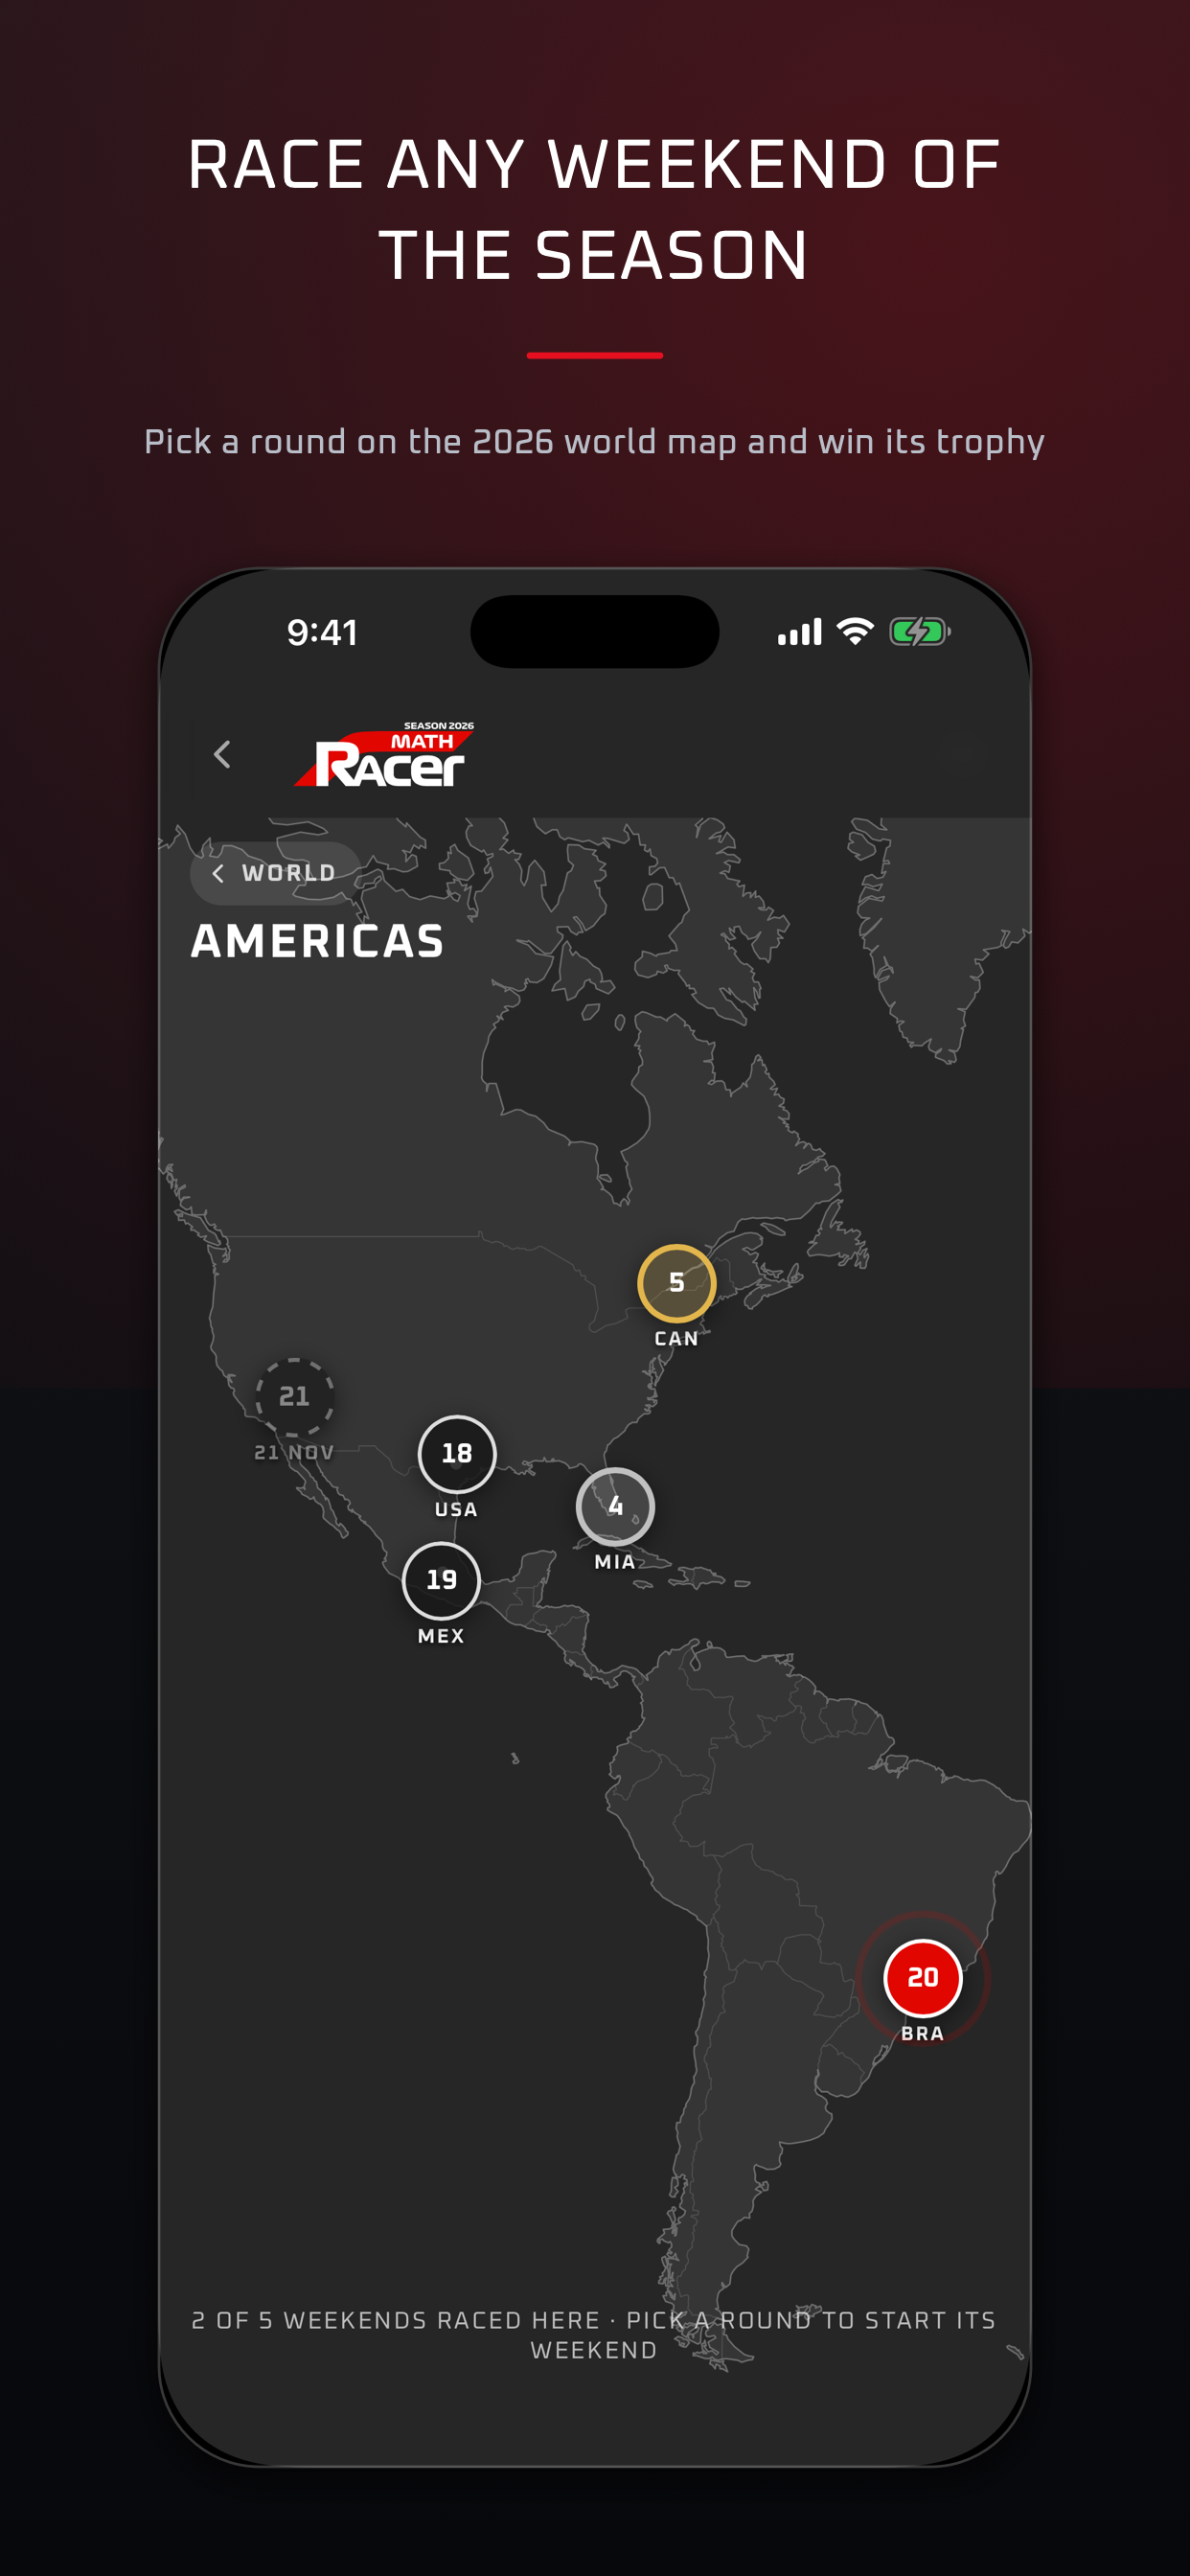 RACE ANY WEEKEND OF
THE SEASON
Pick a round on the 2026 world map and win its trophy
9:41
SEASON 2026
MATH
RACer
WORLD
AMERICAS
5
CAN
21
21 NOV
18
USA
4
MIA
19
MEX
20
BRA
2 OF 5 WEEKENDS RACED HERE · PICK A ROUND TO START ITS
WEEKEND